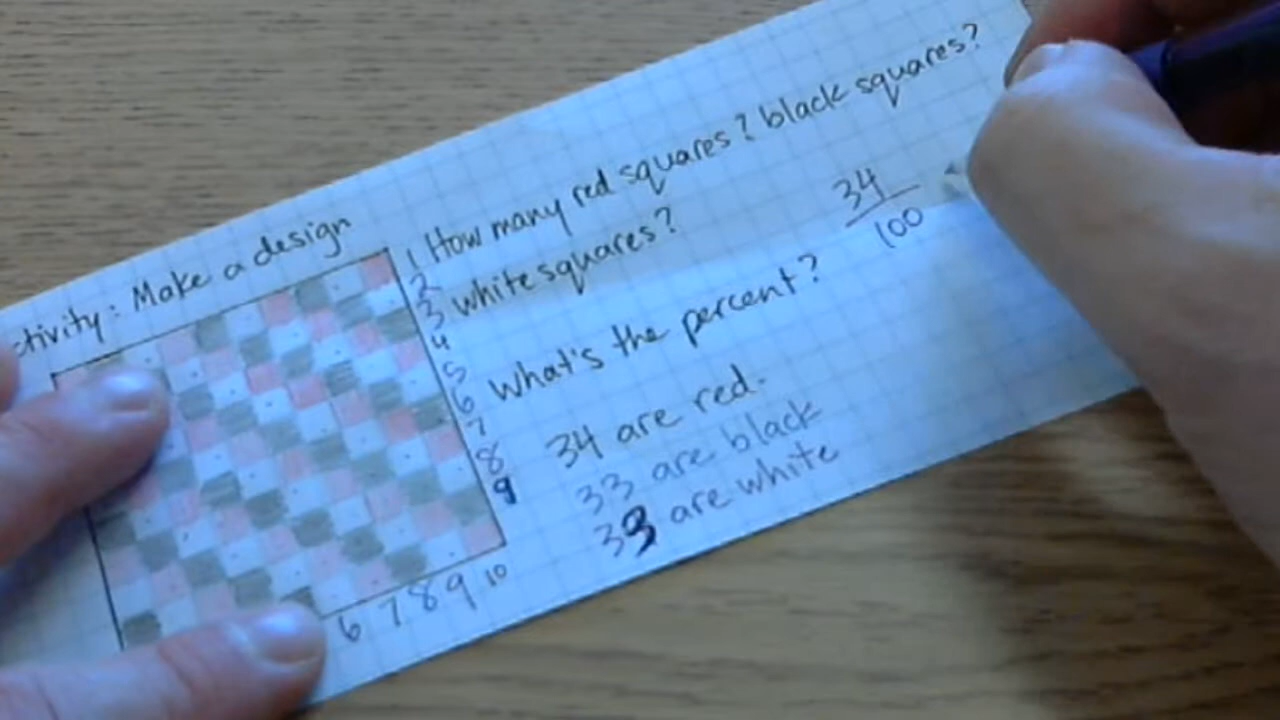 ctivity: Make a design
1 How many red squares? black squares?
2
3 white squares?
4
5 What's the percent?
6
7
8
9
6 7 8 9 10
34 are red.
33 are black
33 are white
34
100